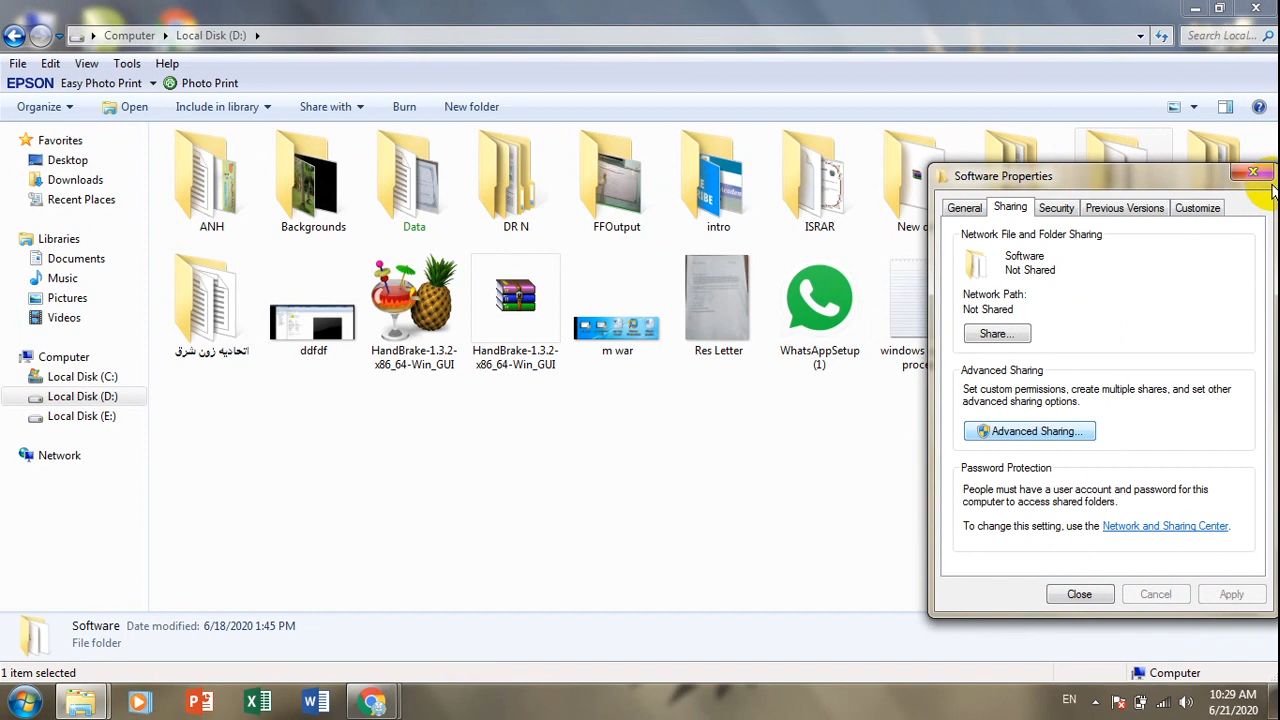 Computer
Local Disk (D:)
Search Local...
File Edit View Tools Help
EPSON Easy Photo Print Photo Print
Organize Open Include in library Share with Burn New folder
Favorites
Desktop
Downloads
Recent Places
Libraries
Documents
Music
Pictures
Videos
Computer
Local Disk (C:)
Local Disk (D:)
Local Disk (E:)
Network
ANH Backgrounds Data DR N FFOutput intro ISRAR New d
اتحادیه زون شرق ddfdf HandBrake-1.3.2- HandBrake-1.3.2- m war Res Letter WhatsAppSetup windows
x86_64-Win_GUI x86_64-Win_GUI (1) proce
Software Properties
General Sharing Security Previous Versions Customize
Network File and Folder Sharing
Software
Not Shared
Network Path:
Not Shared
Share...
Advanced Sharing
Set custom permissions, create multiple shares, and set other
advanced sharing options.
Advanced Sharing...
Password Protection
People must have a user account and password for this
computer to access shared folders.
To change this setting, use the Network and Sharing Center.
Close Cancel Apply
Software Date modified: 6/18/2020 1:45 PM
File folder
1 item selected
Computer
EN
10:29 AM
6/21/2020